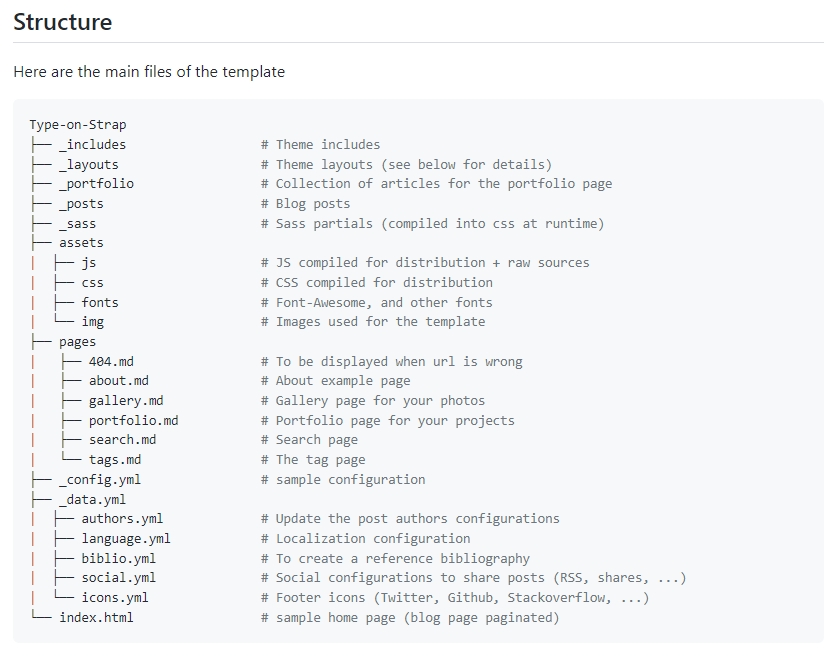 Structure
Here are the main files of the template
Type-on-Strap
├── _includes                  # Theme includes
├── _layouts                   # Theme layouts (see below for details)
├── _portfolio                 # Collection of articles for the portfolio page
├── _posts                     # Blog posts
├── _sass                      # Sass partials (compiled into css at runtime)
├── assets
|  ├── js                      # JS compiled for distribution + raw sources
|  ├── css                     # CSS compiled for distribution
|  ├── fonts                   # Font-Awesome, and other fonts
|  └── img                     # Images used for the template
├── pages
|   ├── 404.md                 # To be displayed when url is wrong
|   ├── about.md               # About example page
|   ├── gallery.md             # Gallery page for your photos
|   ├── portfolio.md           # Portfolio page for your projects
|   ├── search.md              # Search page
|   └── tags.md                # The tag page
├── _config.yml                # sample configuration
├── _data.yml
|  ├── authors.yml             # Update the post authors configurations
|  ├── language.yml            # Localization configuration
|  ├── biblio.yml              # To create a reference bibliography
|  ├── social.yml              # Social configurations to share posts (RSS, shares, ...)
|  └── icons.yml               # Footer icons (Twitter, Github, Stackoverflow, ...)
└── index.html                 # sample home page (blog page paginated)